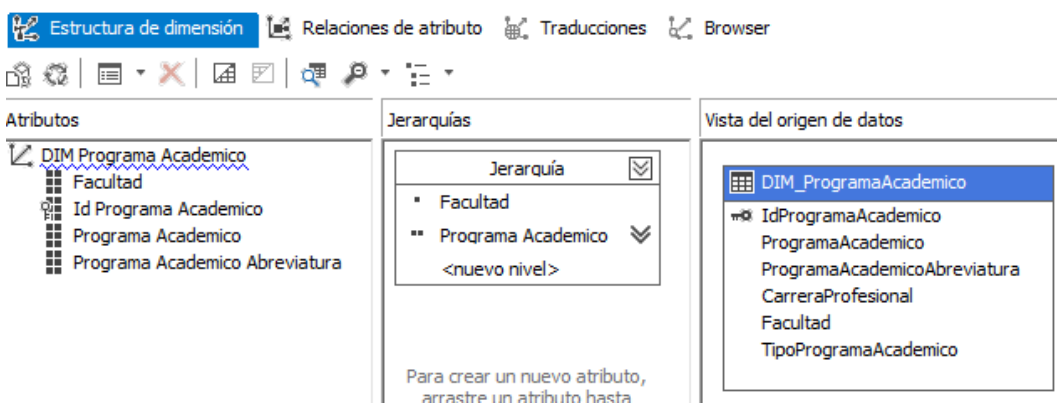 Estructura de dimensión Relaciones de atributo Traducciones Browser
Atributos
DIM Programa Academico
Facultad
Id Programa Academico
Programa Academico
Programa Academico Abreviatura
Jerarquías
Jerarquía
Facultad
Programa Academico
<nuevo nivel>
Para crear un nuevo atributo,
arrastre un atributo hasta
Vista del origen de datos
DIM_ProgramaAcademico
IdProgramaAcademico
ProgramaAcademico
ProgramaAcademicoAbreviatura
CarreraProfesional
Facultad
TipoProgramaAcademico